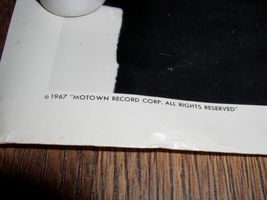 © 1967 "MOTOWN RECORD CORP. ALL RIGHTS RESERVED"